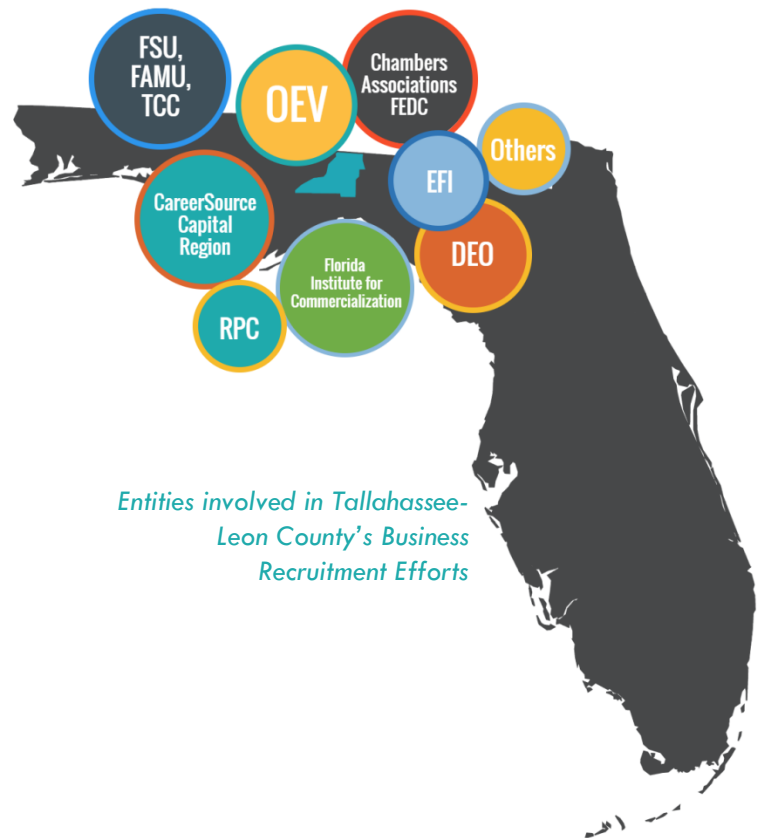 FSU,
FAMU,
TCC
OEV
Chambers
Associations
FEDC
Others
EFI
CareerSource
Capital
Region
DEO
Florida
Institute for
Commercialization
RPC
Entities involved in Tallahassee-
Leon County’s Business
Recruitment Efforts